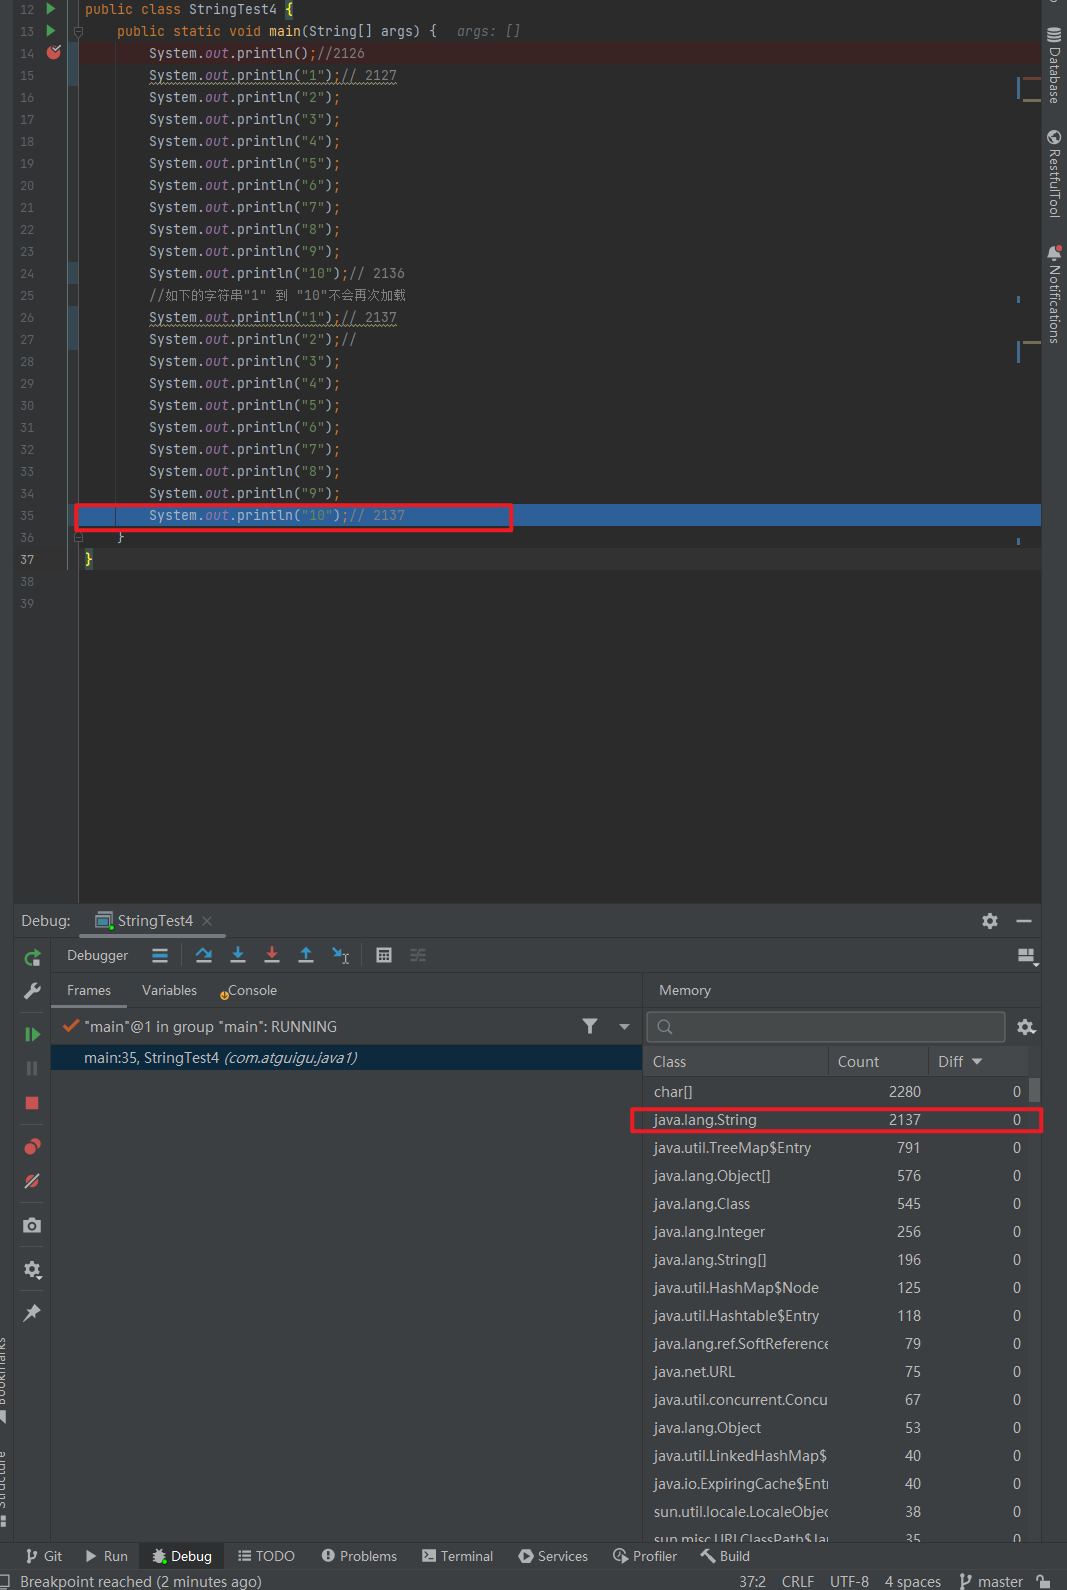 12 public class StringTest4 {
13 public static void main(String[] args) { args: []
14 System.out.println();//2126
15 System.out.println("1");// 2127
16 System.out.println("2");
17 System.out.println("3");
18 System.out.println("4");
19 System.out.println("5");
20 System.out.println("6");
21 System.out.println("7");
22 System.out.println("8");
23 System.out.println("9");
24 System.out.println("10");// 2136
25 //如下的字符串"1" 到 "10"不会再次加载
26 System.out.println("1");// 2137
27 System.out.println("2");//
28 System.out.println("3");
29 System.out.println("4");
30 System.out.println("5");
31 System.out.println("6");
32 System.out.println("7");
33 System.out.println("8");
34 System.out.println("9");
35 System.out.println("10");// 2137
36 }
37 }
38
39
Database
RestfulTool
Notifications
Debug: StringTest4
Debugger
Frames Variables Console
"main"@1 in group "main": RUNNING
main:35, StringTest4 (com.atguigu.java1)
Memory
Class Count Diff
char[] 2280 0
java.lang.String 2137 0
java.util.TreeMap$Entry 791 0
java.lang.Object[] 576 0
java.lang.Class 545 0
java.lang.Integer 256 0
java.lang.String[] 196 0
java.util.HashMap$Node 125 0
java.util.Hashtable$Entry 118 0
java.lang.ref.SoftReference 79 0
java.net.URL 75 0
java.util.concurrent.Concu 67 0
java.lang.Object 53 0
java.util.LinkedHashMap$ 40 0
java.io.ExpiringCache$Entr 40 0
sun.util.locale.LocaleObjec 38 0
sun.misc.URLClassPath$Jar 35 0
Bookmarks
Structure
Git Run Debug TODO Problems Terminal Services Profiler Build
Breakpoint reached (2 minutes ago) 37:2 CRLF UTF-8 4 spaces master